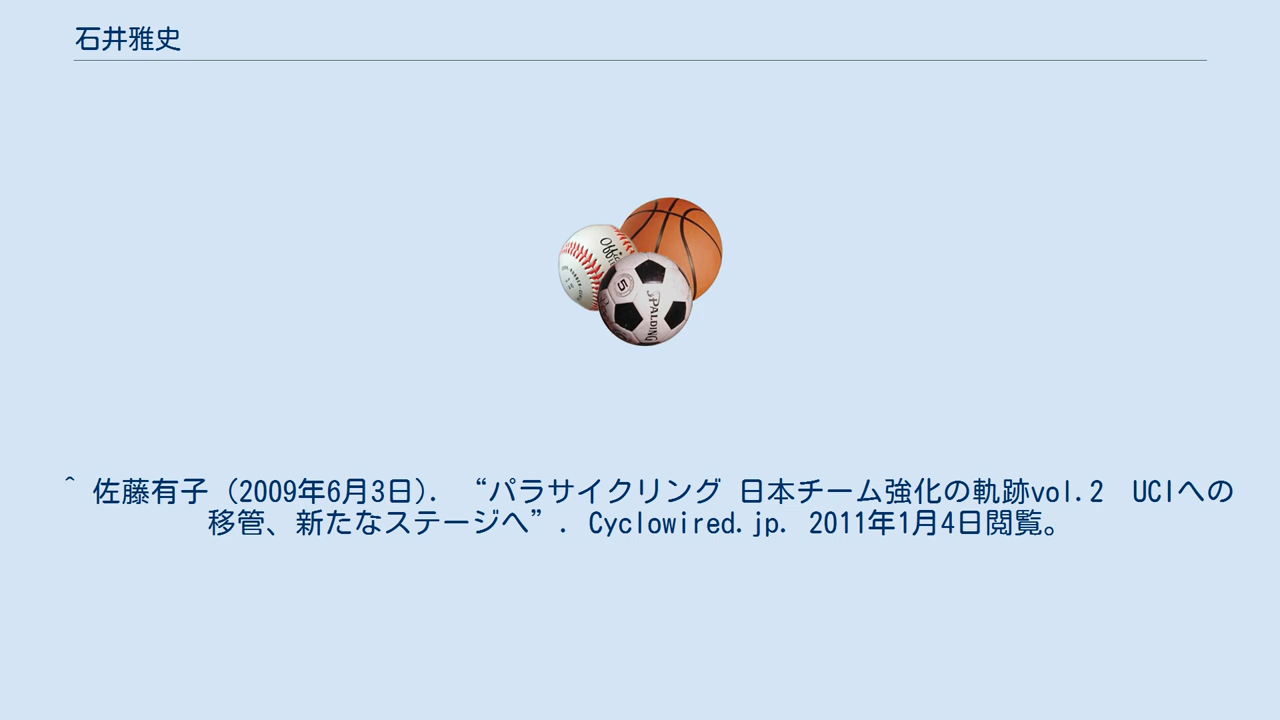 石井雅史
Offici
5
SPALDING
^ 佐藤有子 (2009年6月3日). “パラサイクリング 日本チーム強化の軌跡vol.2　UCIへの
移管、新たなステージへ”. Cyclowired.jp. 2011年1月4日閲覧。